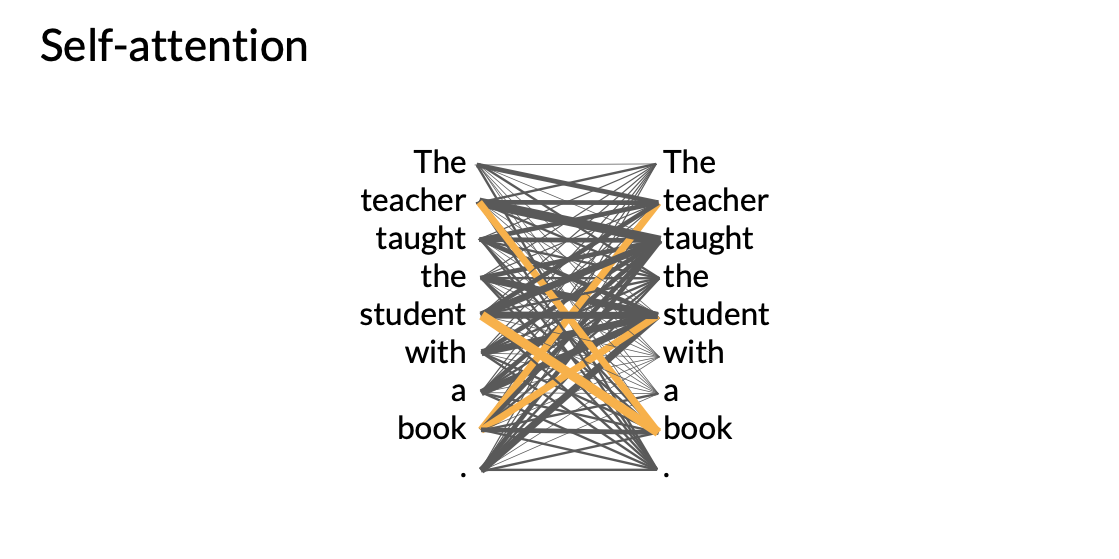 Self-attention
The The
teacher teacher
taught taught
the the
student student
with with
a a
book book
. .